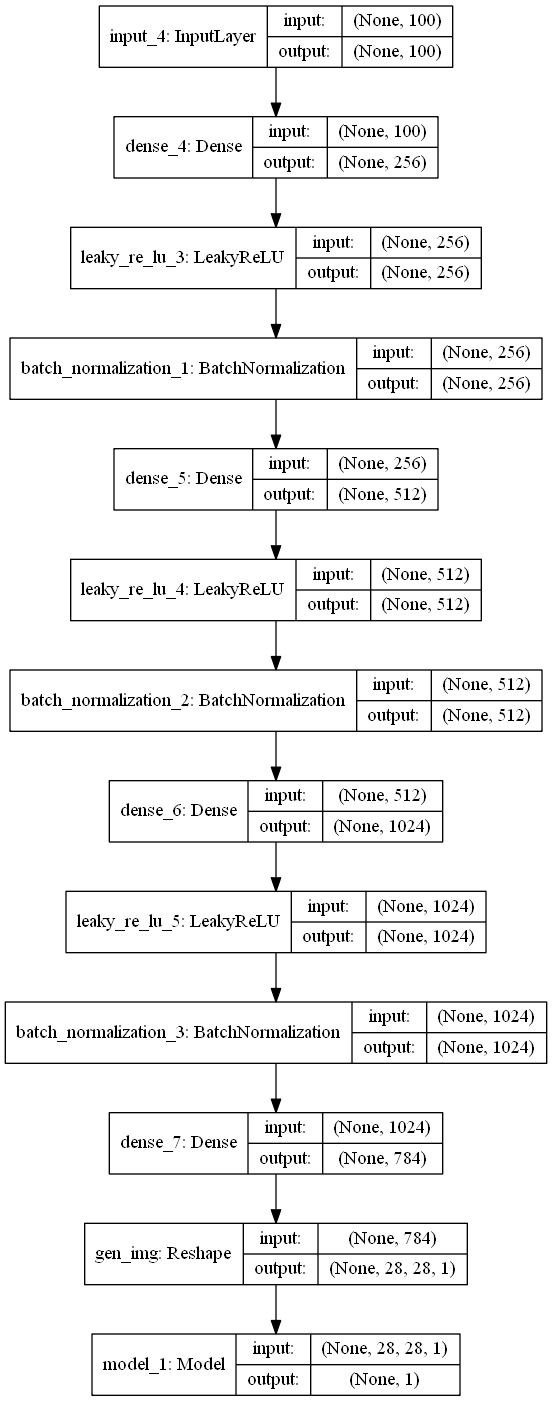 input_4: InputLayer
input: (None, 100)
output: (None, 100)
dense_4: Dense
input: (None, 100)
output: (None, 256)
leaky_re_lu_3: LeakyReLU
input: (None, 256)
output: (None, 256)
batch_normalization_1: BatchNormalization
input: (None, 256)
output: (None, 256)
dense_5: Dense
input: (None, 256)
output: (None, 512)
leaky_re_lu_4: LeakyReLU
input: (None, 512)
output: (None, 512)
batch_normalization_2: BatchNormalization
input: (None, 512)
output: (None, 512)
dense_6: Dense
input: (None, 512)
output: (None, 1024)
leaky_re_lu_5: LeakyReLU
input: (None, 1024)
output: (None, 1024)
batch_normalization_3: BatchNormalization
input: (None, 1024)
output: (None, 1024)
dense_7: Dense
input: (None, 1024)
output: (None, 784)
gen_img: Reshape
input: (None, 784)
output: (None, 28, 28, 1)
model_1: Model
input: (None, 28, 28, 1)
output: (None, 1)